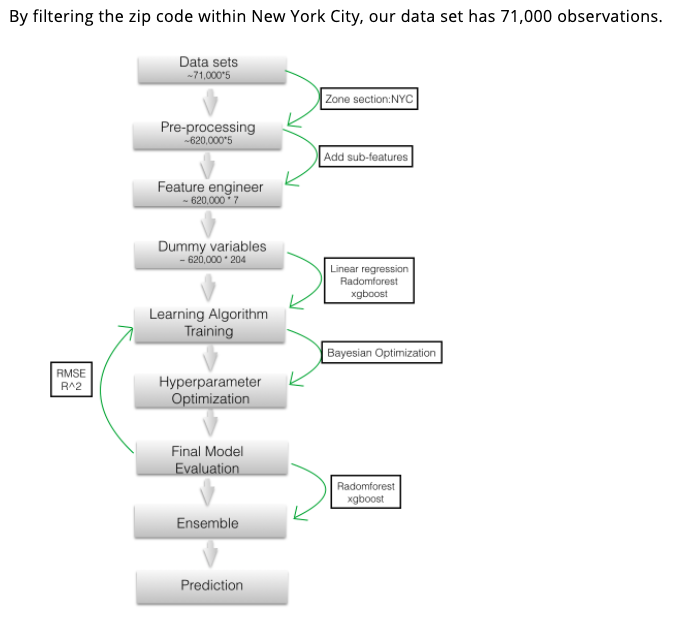 By filtering the zip code within New York City, our data set has 71,000 observations.
Data sets
~71,000*5
Zone section:NYC
Pre-processing
~620,000*5
Add sub-features
Feature engineer
~ 620,000 * 7
Dummy variables
~ 620,000 * 204
Linear regression
Radomforest
xgboost
Learning Algorithm
Training
Bayesian Optimization
RMSE
R^2
Hyperparameter
Optimization
Final Model
Evaluation
Radomforest
xgboost
Ensemble
Prediction